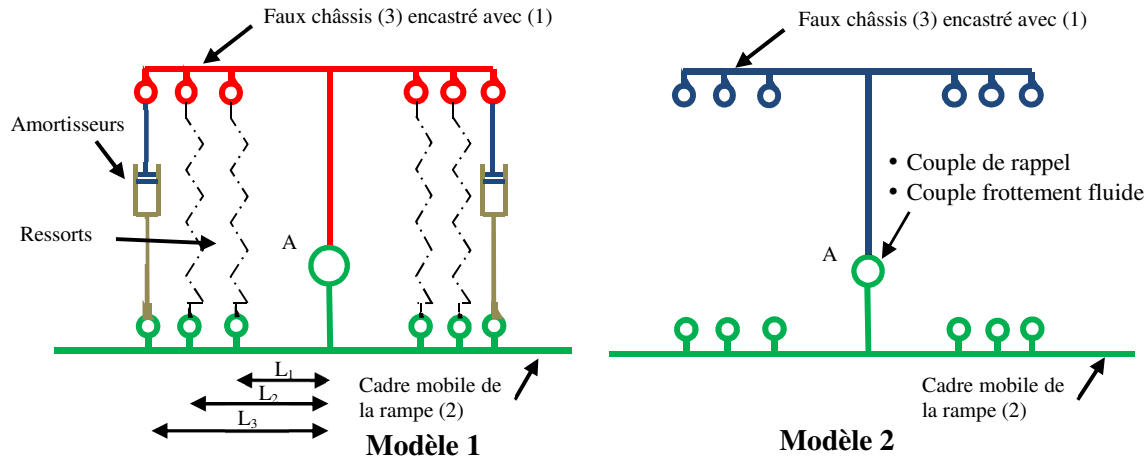 Faux châssis (3) encastré avec (1)
Amortisseurs
Ressorts
A
L1
L2
L3
Cadre mobile de
la rampe (2)
Modèle 1
Faux châssis (3) encastré avec (1)
• Couple de rappel
• Couple frottement fluide
A
Cadre mobile de
la rampe (2)
Modèle 2